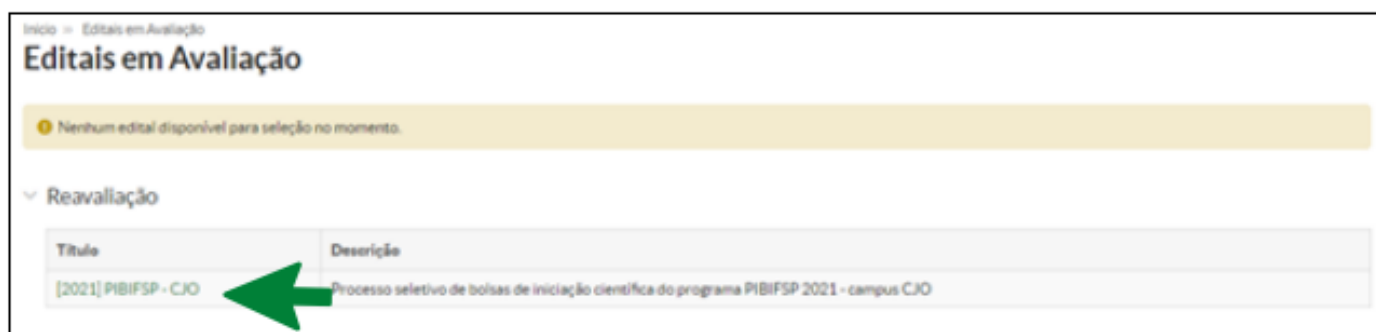 Início » Editais em Avaliação
Editais em Avaliação
Nenhum edital disponível para seleção no momento.
Reavaliação
Título Descrição
[2021] PIBIFSP - CJO Processo seletivo de bolsas de iniciação científica do programa PIBIFSP 2021 - campus CJO